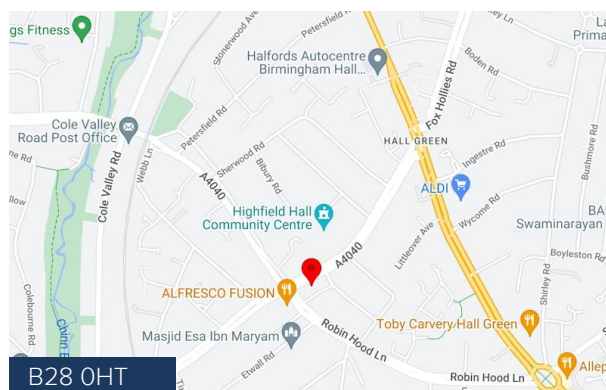 gs Fitness
Stonerwood Ave
Petersfield Rd
Halfords Autocentre
Birmingham Hall...
Boden Rd
Prima
Fox Hollies Rd
HALL GREEN
Cole Valley
Road Post Office
Petersfield Rd
Cole Valley Rd
Webb Ln
A4040
Sherwood Rd
Bibury Rd
Ingestre Rd
Bushmore Rd
ALDI
Wycome Rd
Highfield Hall
Community Centre
Littleover Ave
Swaminarayan
Boyleston Rd
Shirley Rd
A4040
Colebourne Rd
ALFRESCO FUSION
Masjid Esa Ibn Maryam
Robin Hood Ln
Toby Carvery Hall Green
Etwall Rd
Robin Hood Ln
Allep
B28 0HT